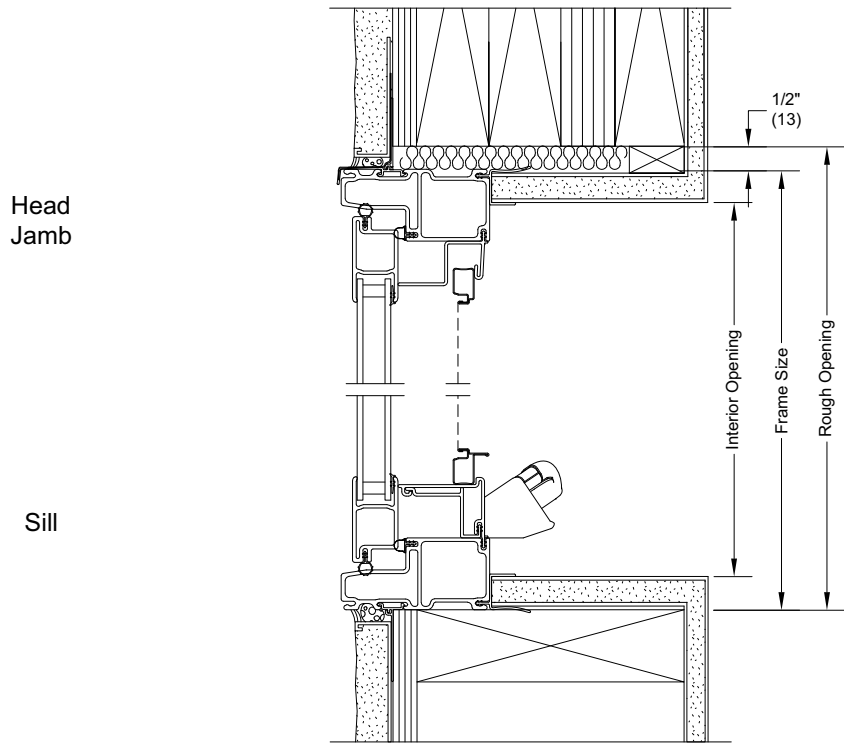 1/2"
(13)
Head
Jamb
Interior Opening
Frame Size
Rough Opening
Sill